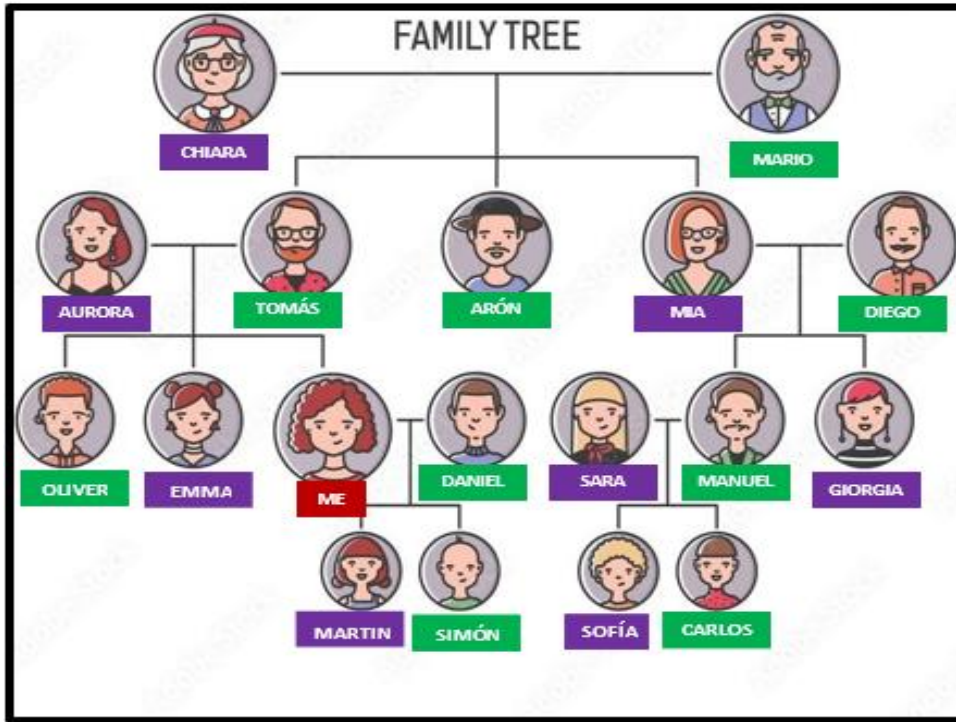 FAMILY TREE
CHIARA
MARIO
AURORA
TOMÁS
ARÓN
MIA
DIEGO
OLIVER
EMMA
ME
DANIEL
SARA
MANUEL
GIORGIA
MARTIN
SIMÓN
SOFÍA
CARLOS